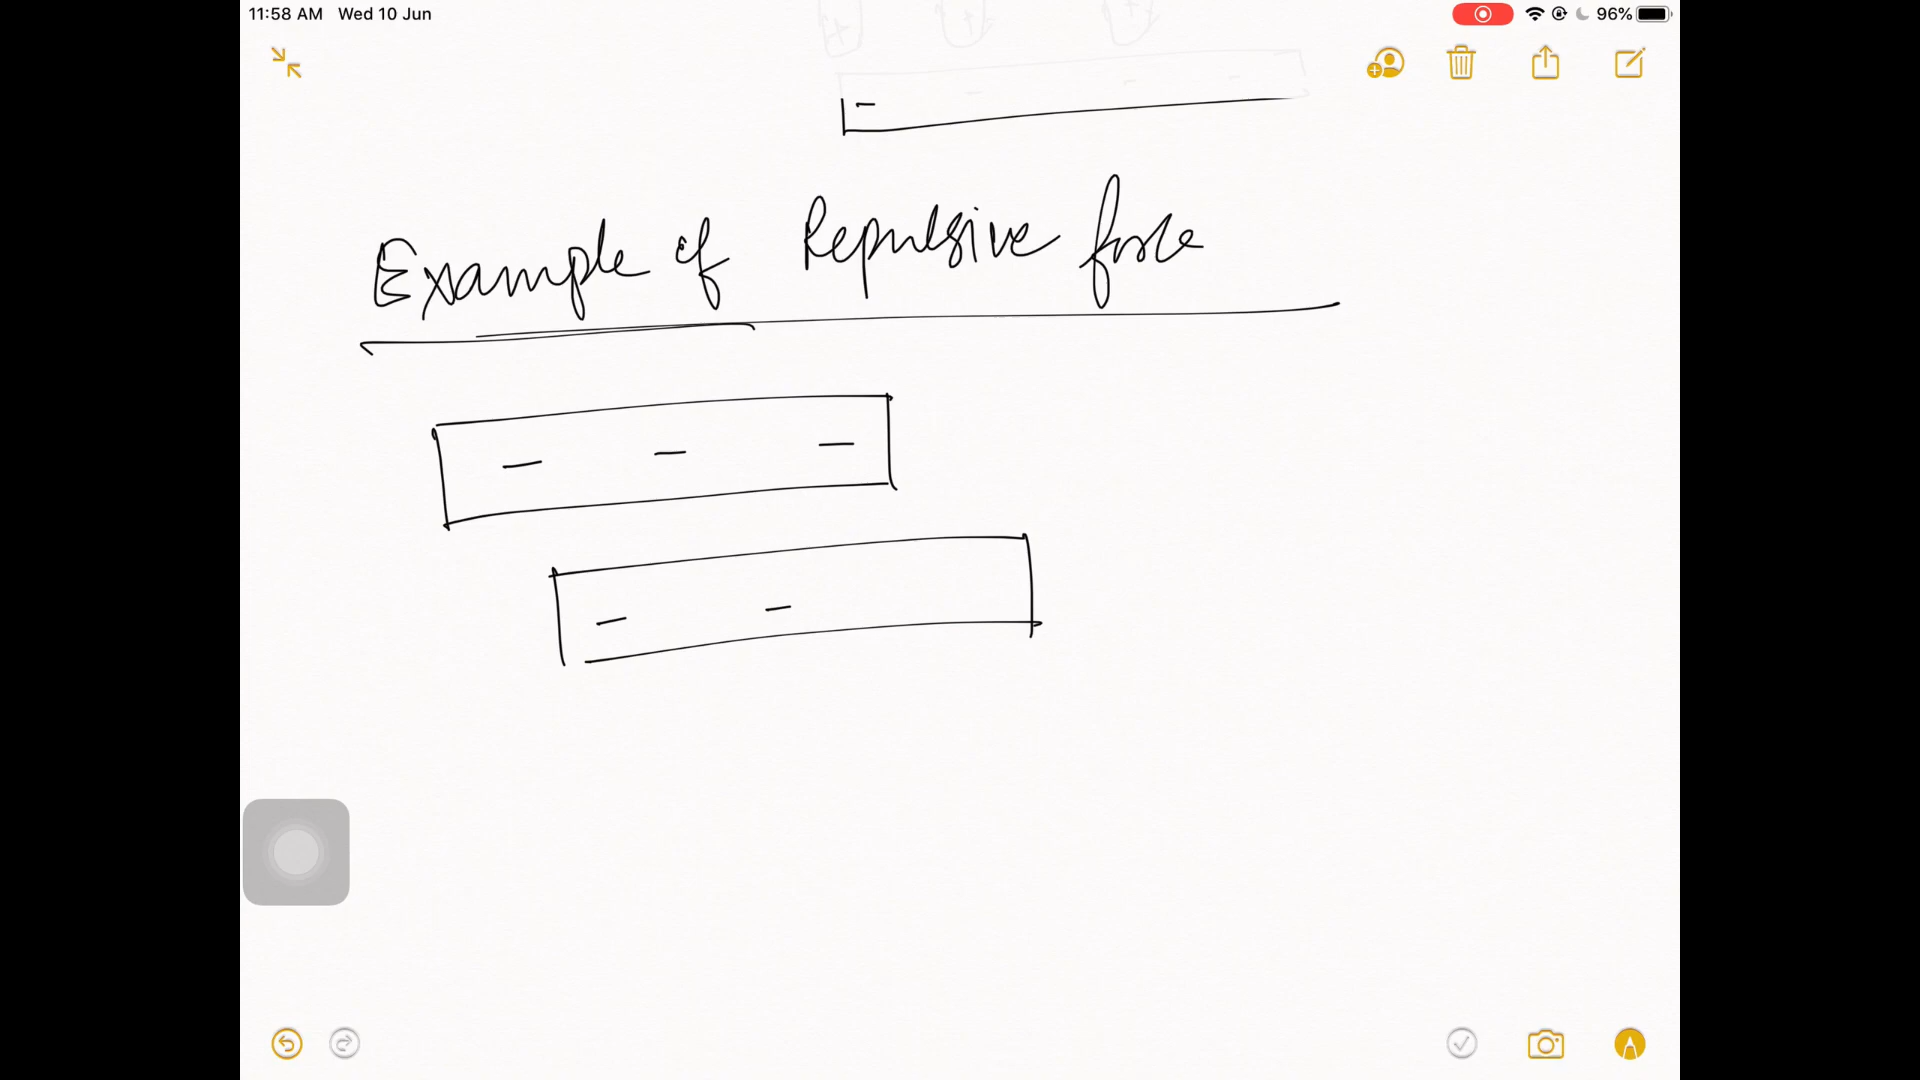 11:58 AM Wed 10 Jun
96%
-
Example of Repulsive force
- - -
- -